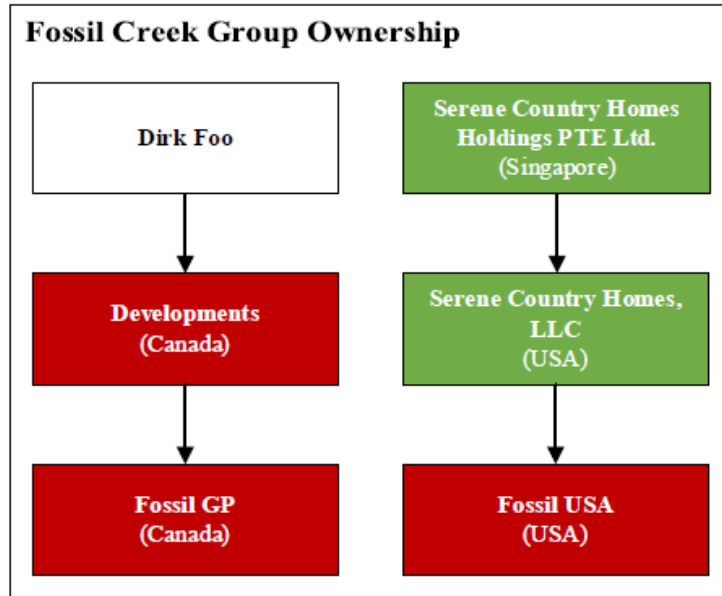 Fossil Creek Group Ownership
Dirk Foo
Serene Country Homes
Holdings PTE Ltd.
(Singapore)
Developments
(Canada)
Serene Country Homes,
LLC
(USA)
Fossil GP
(Canada)
Fossil USA
(USA)